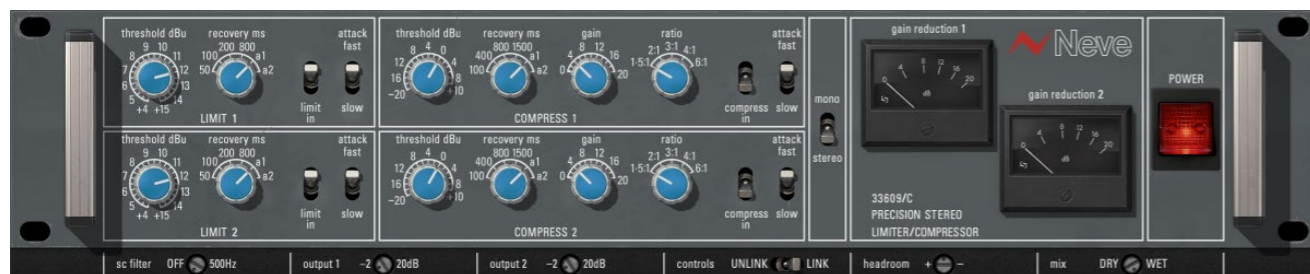 threshold dBu
+4 5 6 7 8 9 10 11 12 13 14 +15
recovery ms
50 100 200 800 a1 a2
attack
fast
limit
in
slow
LIMIT 1
threshold dBu
-20 16 12 8 4 0 4 8 +10
recovery ms
100 400 800 1500 a1 a2
gain
0 4 8 12 16 20
ratio
1·5:1 2:1 3:1 4:1 6:1
attack
fast
compress
in
slow
COMPRESS 1
threshold dBu
+4 5 6 7 8 9 10 11 12 13 14 +15
recovery ms
50 100 200 800 a1 a2
attack
fast
limit
in
slow
LIMIT 2
threshold dBu
-20 16 12 8 4 0 4 8 +10
recovery ms
100 400 800 1500 a1 a2
gain
0 4 8 12 16 20
ratio
1·5:1 2:1 3:1 4:1 6:1
attack
fast
compress
in
slow
COMPRESS 2
mono
stereo
gain reduction 1
0 4 8 12 16 20
dB
Neve
gain reduction 2
0 4 8 12 16 20
dB
33609/C
PRECISION STEREO
LIMITER/COMPRESSOR
POWER
sc filter OFF 500Hz
output 1 -2 20dB
output 2 -2 20dB
controls UNLINK LINK
headroom + -
mix DRY WET